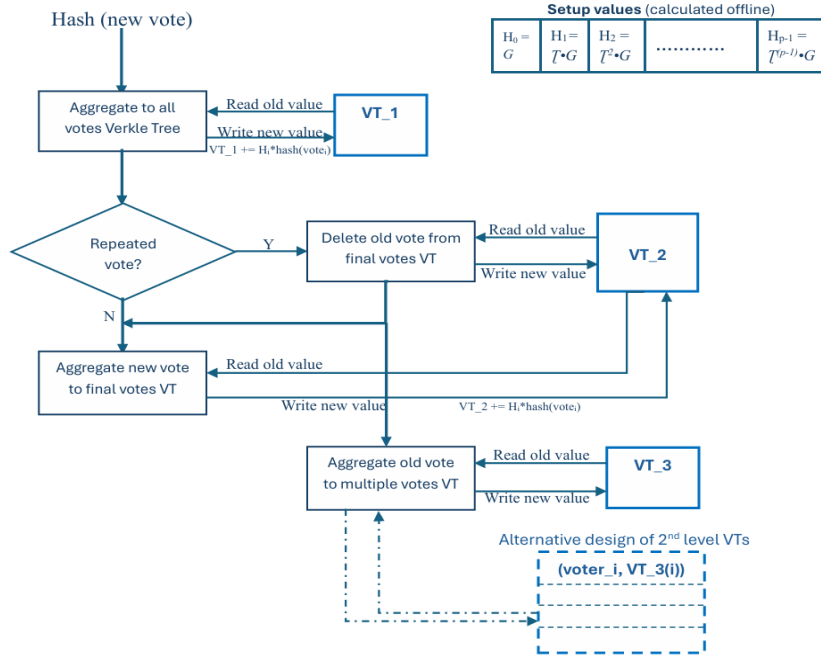 Setup values (calculated offline)
Hash (new vote)
H₀ =
G
H₁=
Ʈ•G
H₂ =
Ʈ²•G
............
Hₚ₋₁ =
Ʈ⁽ᵖ⁻¹⁾•G
Aggregate to all
votes Verkle Tree
Read old value
Write new value
VT_1 += Hᵢ*hash(voteᵢ)
VT_1
Repeated
vote?
Y
N
Delete old vote from
final votes VT
Read old value
Write new value
VT_2
Aggregate new vote
to final votes VT
Read old value
Write new value
VT_2 += Hᵢ*hash(voteᵢ)
Aggregate old vote
to multiple votes VT
Read old value
Write new value
VT_3
Alternative design of 2ⁿᵈ level VTs
(voter_i, VT_3(i))